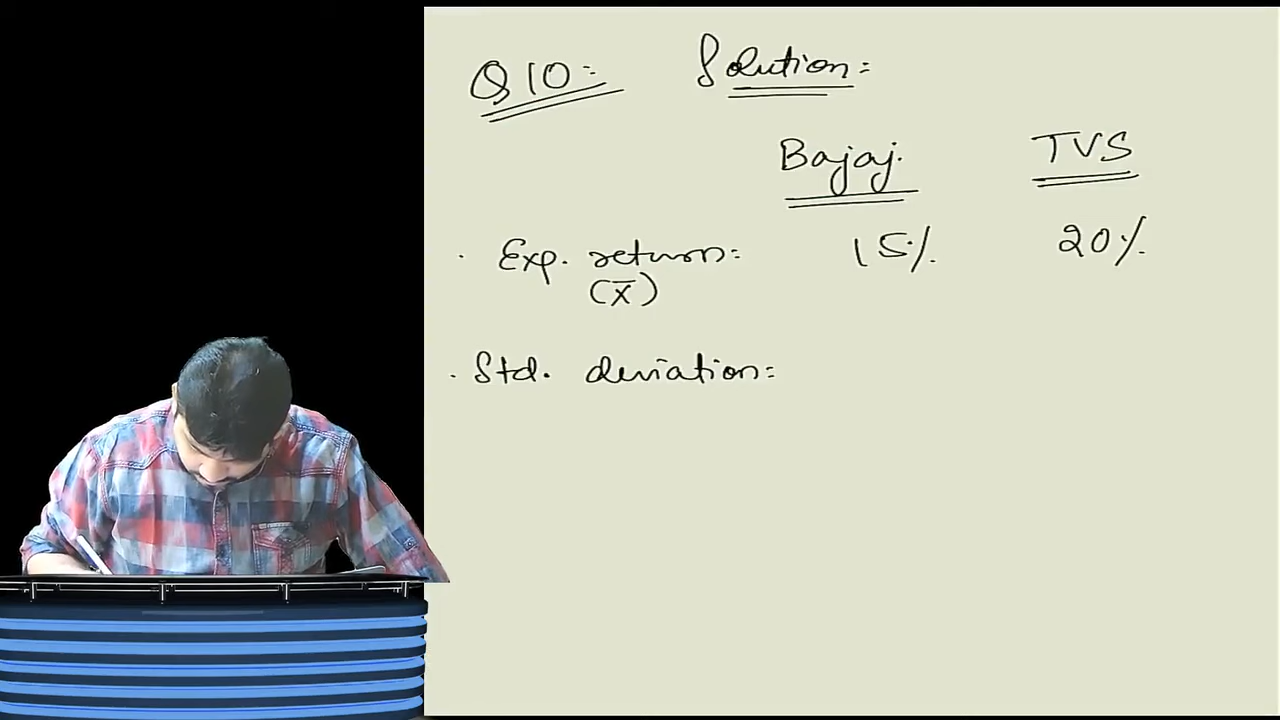 Q10:- Solution:
Bajaj. TVS
· Exp. return:- 15% 20%
(x̄)
· Std. deviation:-